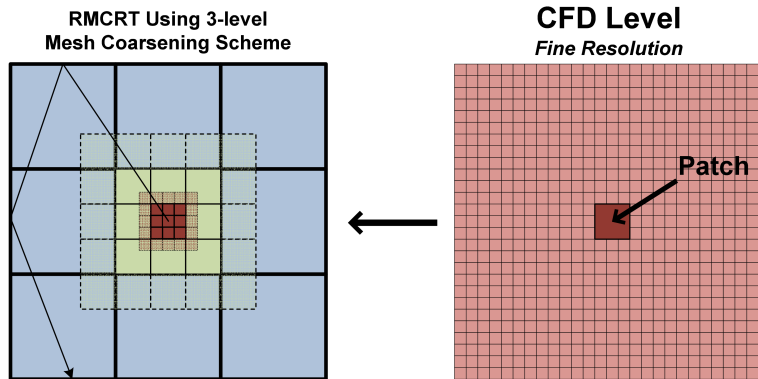 RMCRT Using 3-level
Mesh Coarsening Scheme
CFD Level
Fine Resolution
Patch